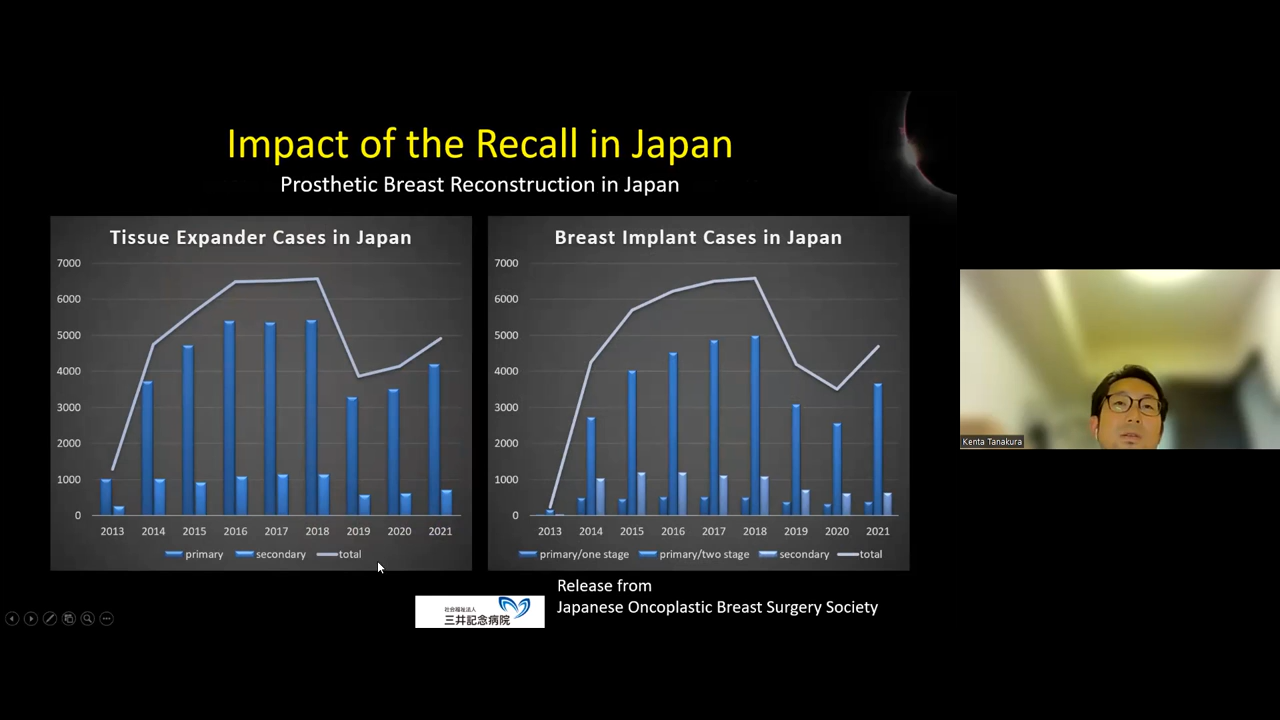 Impact of the Recall in Japan
Prosthetic Breast Reconstruction in Japan
Tissue Expander Cases in Japan
7000
6000
5000
4000
3000
2000
1000
0
2013 2014 2015 2016 2017 2018 2019 2020 2021
primary secondary total
Breast Implant Cases in Japan
7000
6000
5000
4000
3000
2000
1000
0
2013 2014 2015 2016 2017 2018 2019 2020 2021
primary/one stage primary/two stage secondary total
Release from
Japanese Oncoplastic Breast Surgery Society
社会福祉法人
三井記念病院
Kenta Tanakura